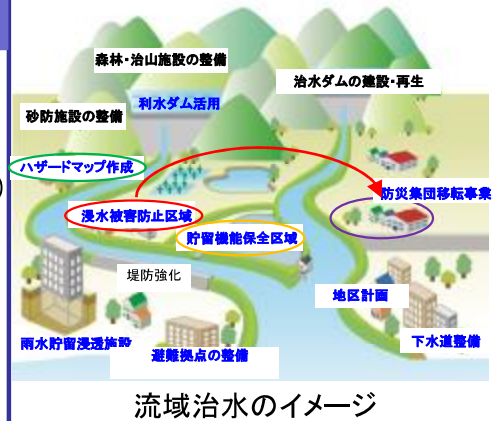 森林・治山施設の整備
治水ダムの建設・再生
利水ダム活用
砂防施設の整備
ハザードマップ作成
)
防災集団移転事業
浸水被害防止区域
貯留機能保全区域
堤防強化
地区計画
雨水貯留浸透施設
避難拠点の整備
下水道整備
流域治水のイメージ